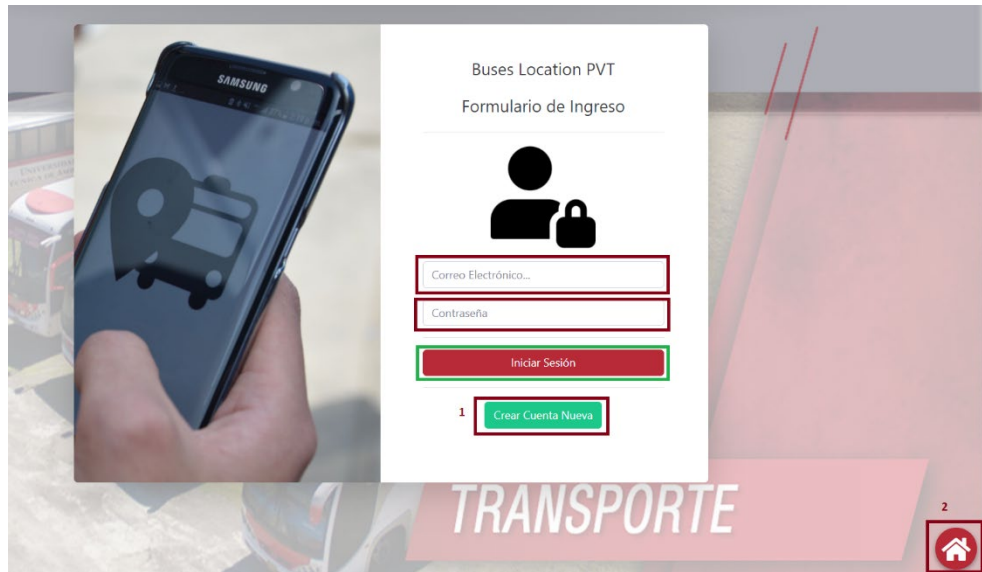 SAMSUNG
Buses Location PVT
Formulario de Ingreso
Correo Electrónico...
Contraseña
Iniciar Sesión
1
Crear Cuenta Nueva
TRANSPORTE
2